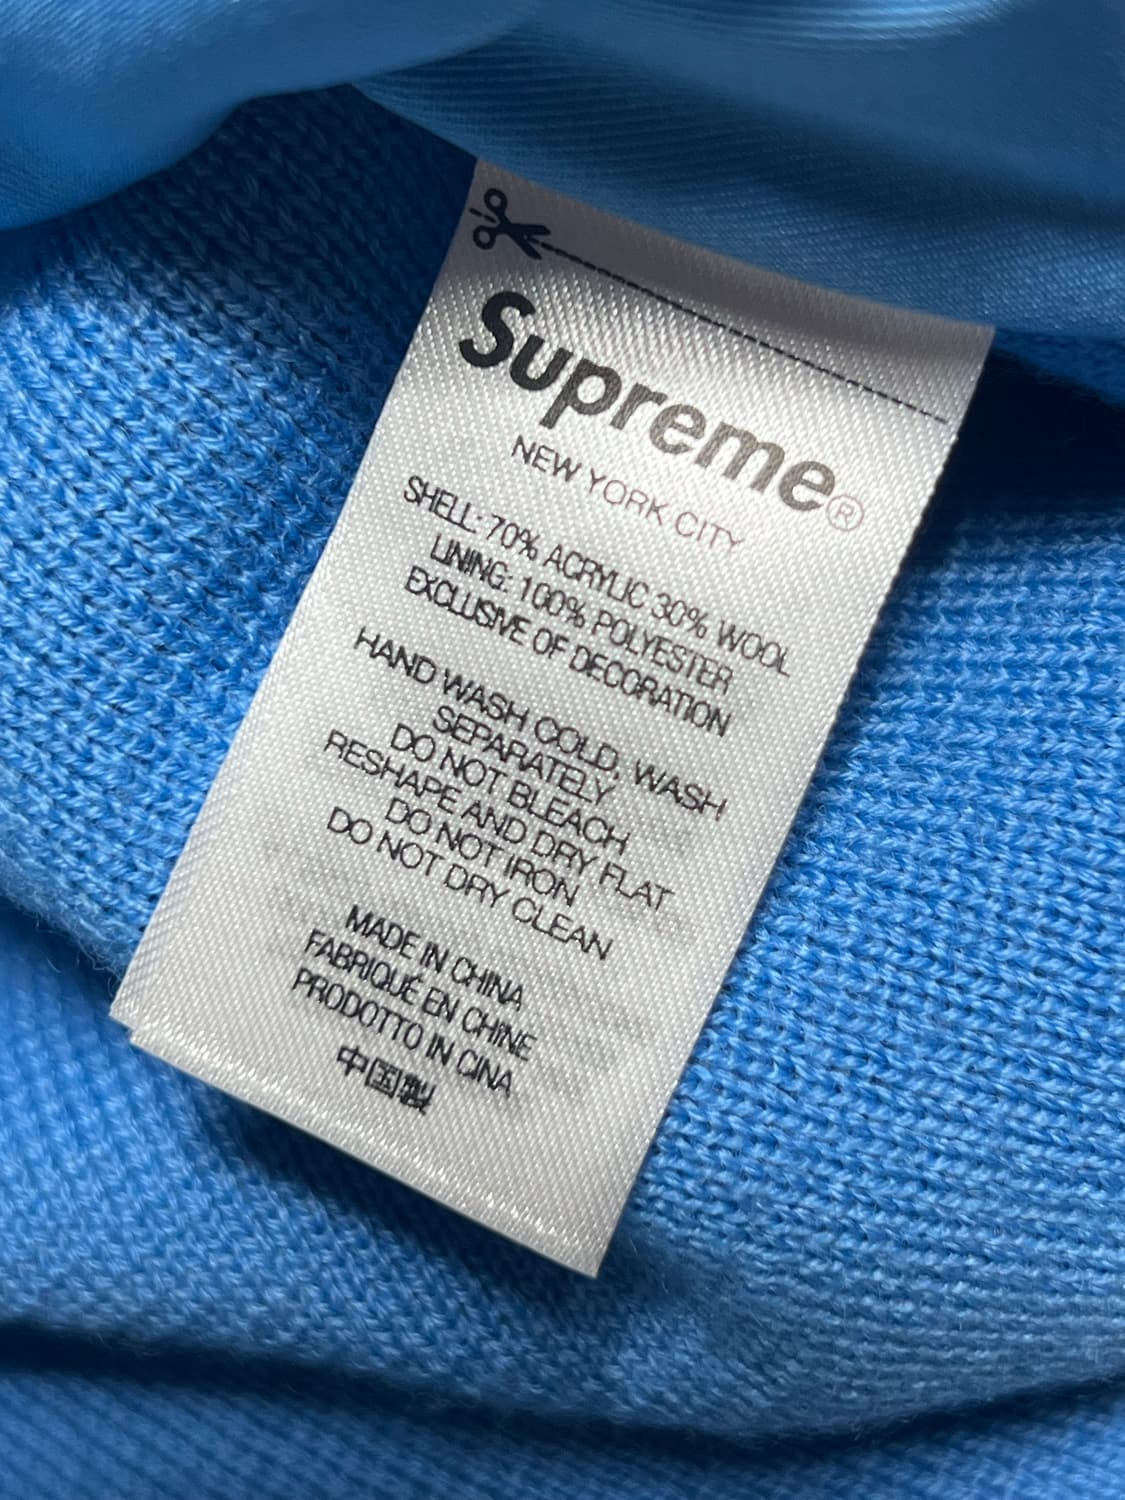 Supreme®
NEW YORK CITY
SHELL: 70% ACRYLIC 30% WOOL
LINING: 100% POLYESTER
EXCLUSIVE OF DECORATION
HAND WASH COLD, WASH
SEPARATELY
DO NOT BLEACH
RESHAPE AND DRY FLAT
DO NOT IRON
DO NOT DRY CLEAN
MADE IN CHINA
FABRIQUÉ EN CHINE
PRODOTTO IN CINA
中国製